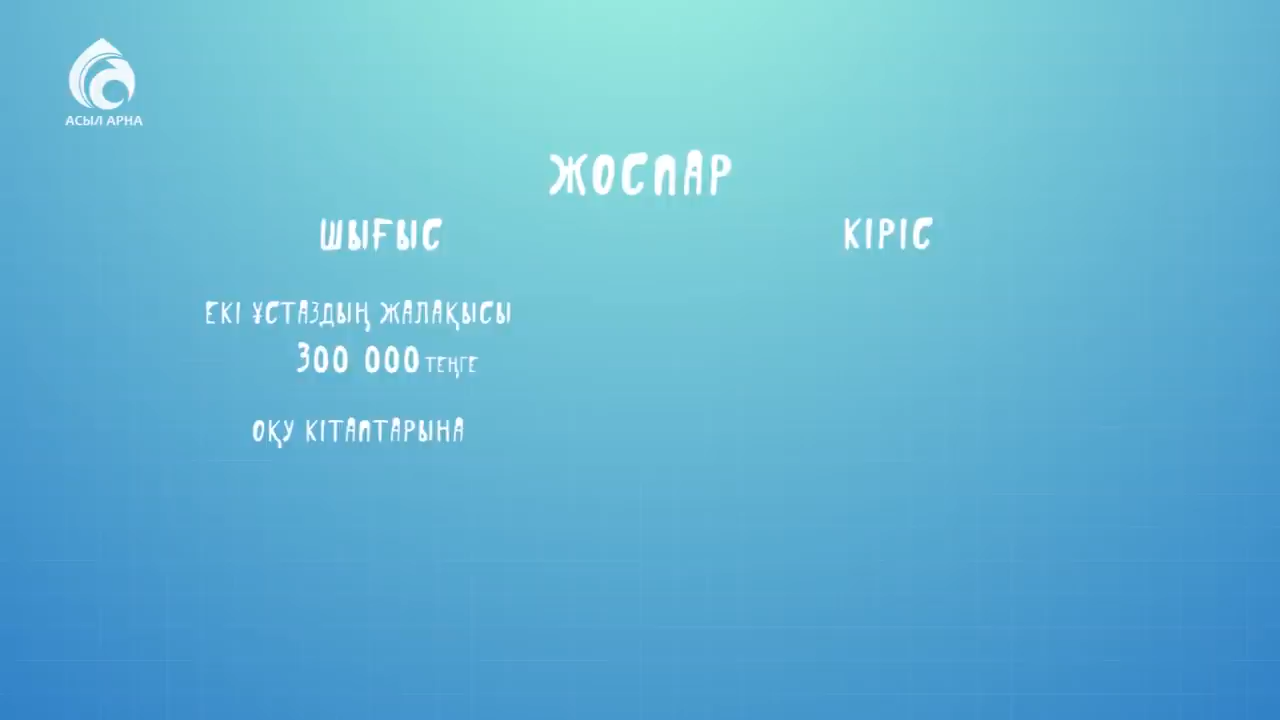 АСЫЛ АРНА
ЖОСПАР
ШЫҒЫС
КІРІС
ЕКІ ҰСТАЗДЫҢ ЖАЛАҚЫСЫ
300 000 ТЕҢГЕ
ОҚУ КІТАПТАРЫНА